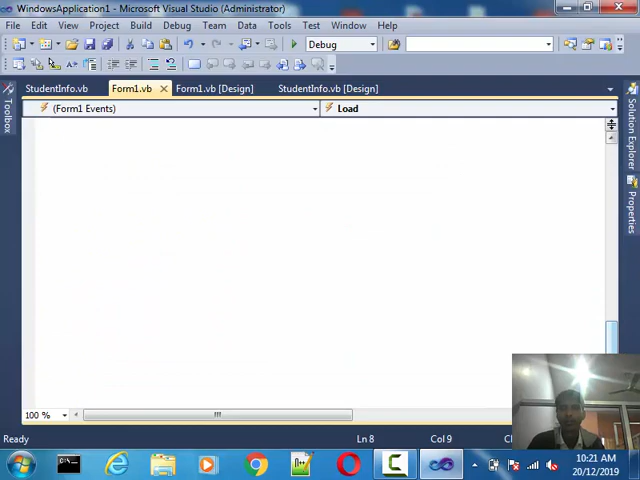 WindowsApplication1 - Microsoft Visual Studio (Administrator)
File Edit View Project Build Debug Team Data Tools Test Window
Debug
StudentInfo.vb Form1.vb Form1.vb [Design] StudentInfo.vb [Design]
(Form1 Events) Load
Toolbox
Solution Explorer
Properties
100 %
Ready Ln 8 Col 9
10:21 AM
20/12/2019